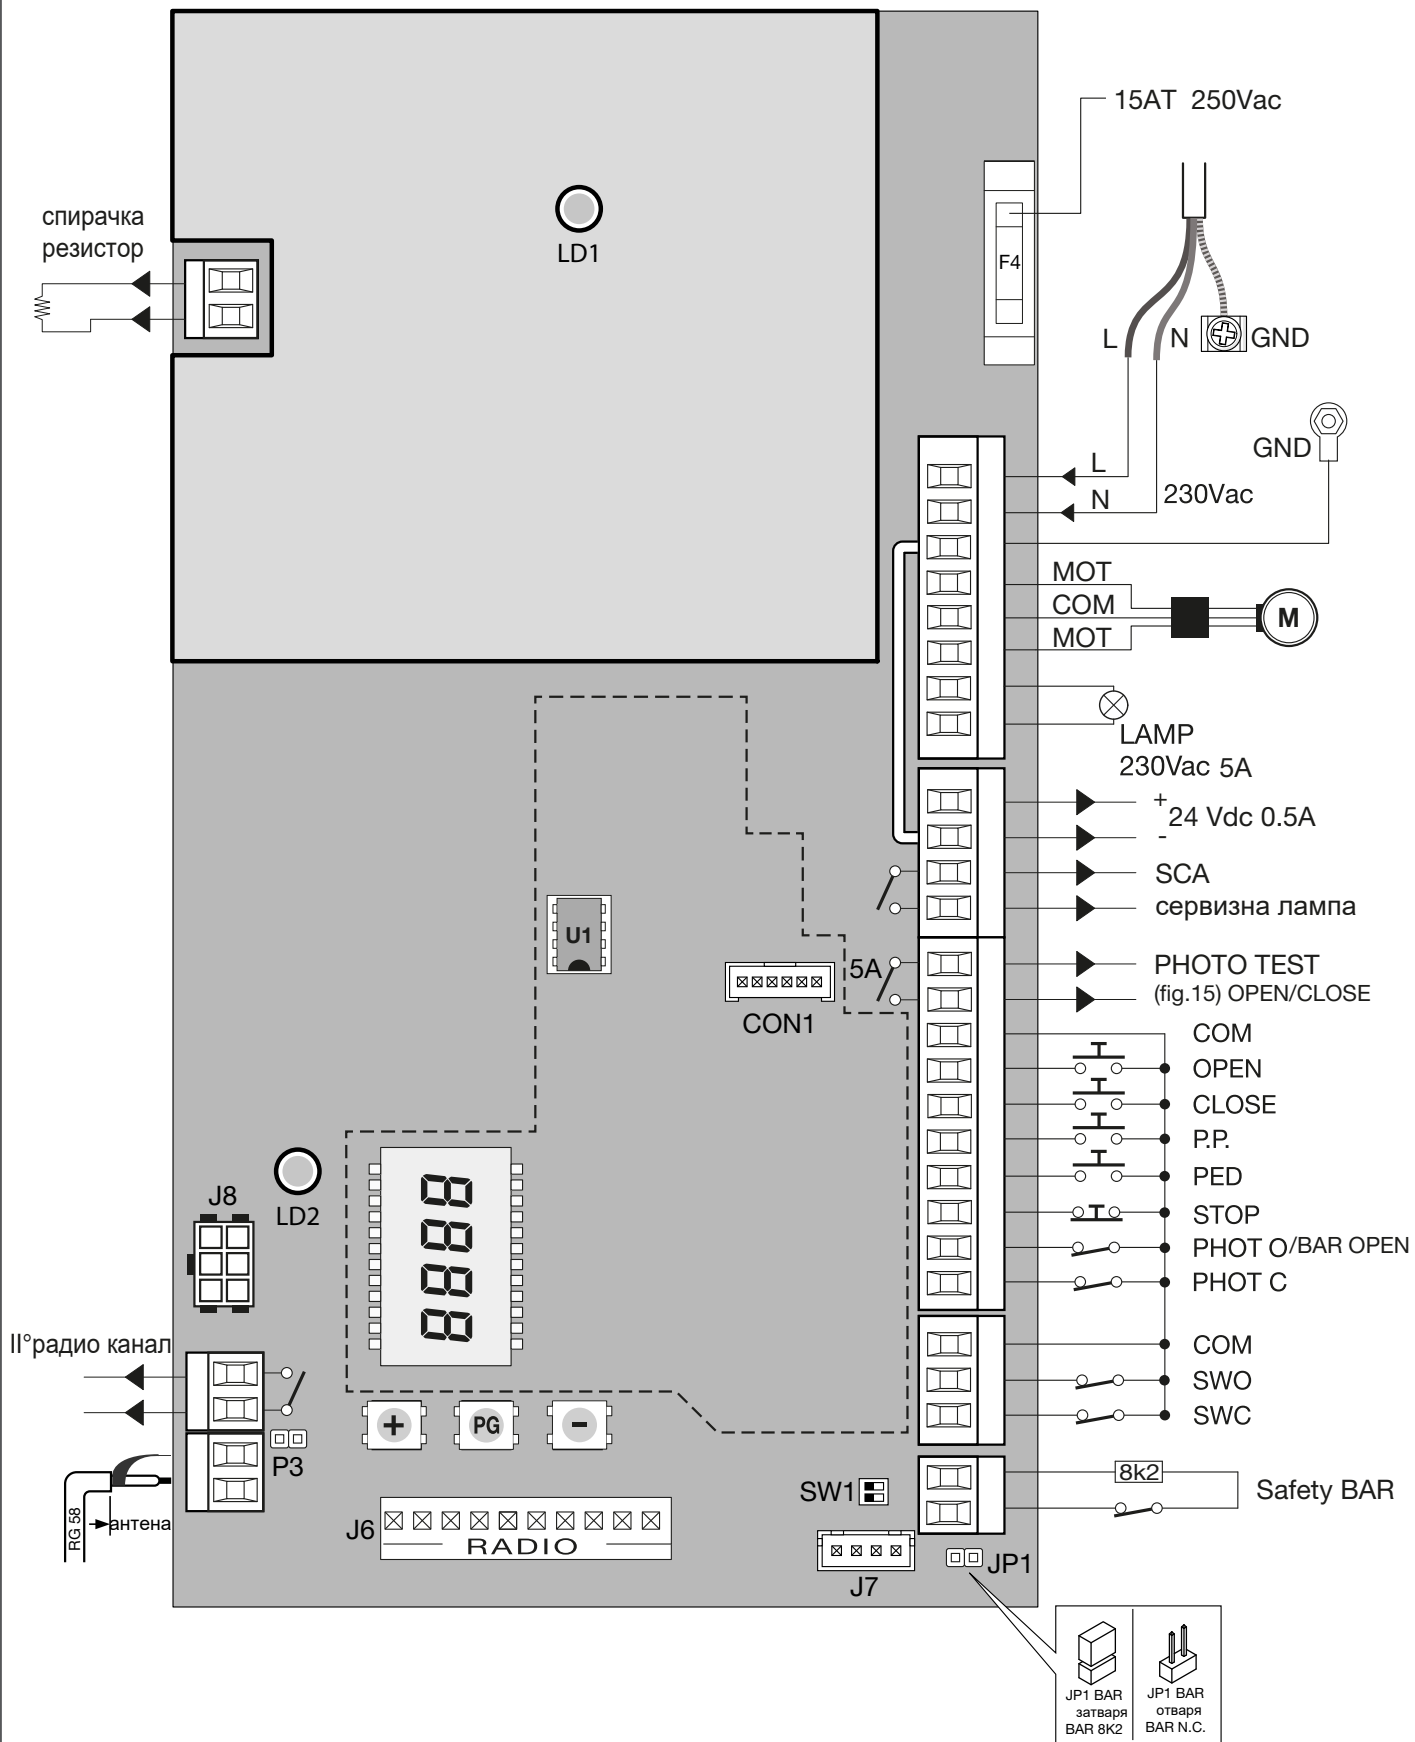 15AT 250Vac
спирачка
резистор
LD1
F4
L
N
GND
GND
L
N
230Vac
MOT
COM
MOT
M
LAMP
230Vac 5A
+
24 Vdc 0.5A
-
SCA
сервизна лампа
U1
5A
PHOTO TEST
(fig.15) OPEN/CLOSE
CON1
COM
OPEN
CLOSE
P.P.
PED
STOP
PHOT O/BAR OPEN
PHOT C
J8
LD2
8888
II°радио канал
COM
SWO
SWC
+
PG
-
P3
SW1
8k2
Safety BAR
RG 58
антена
J6
RADIO
J7
JP1
JP1 BAR
затваря
BAR 8K2
JP1 BAR
отваря
BAR N.C.